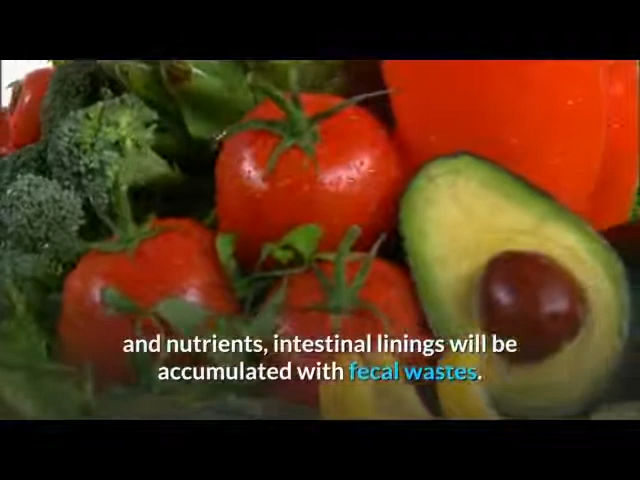 and nutrients, intestinal linings will be
accumulated with fecal wastes.